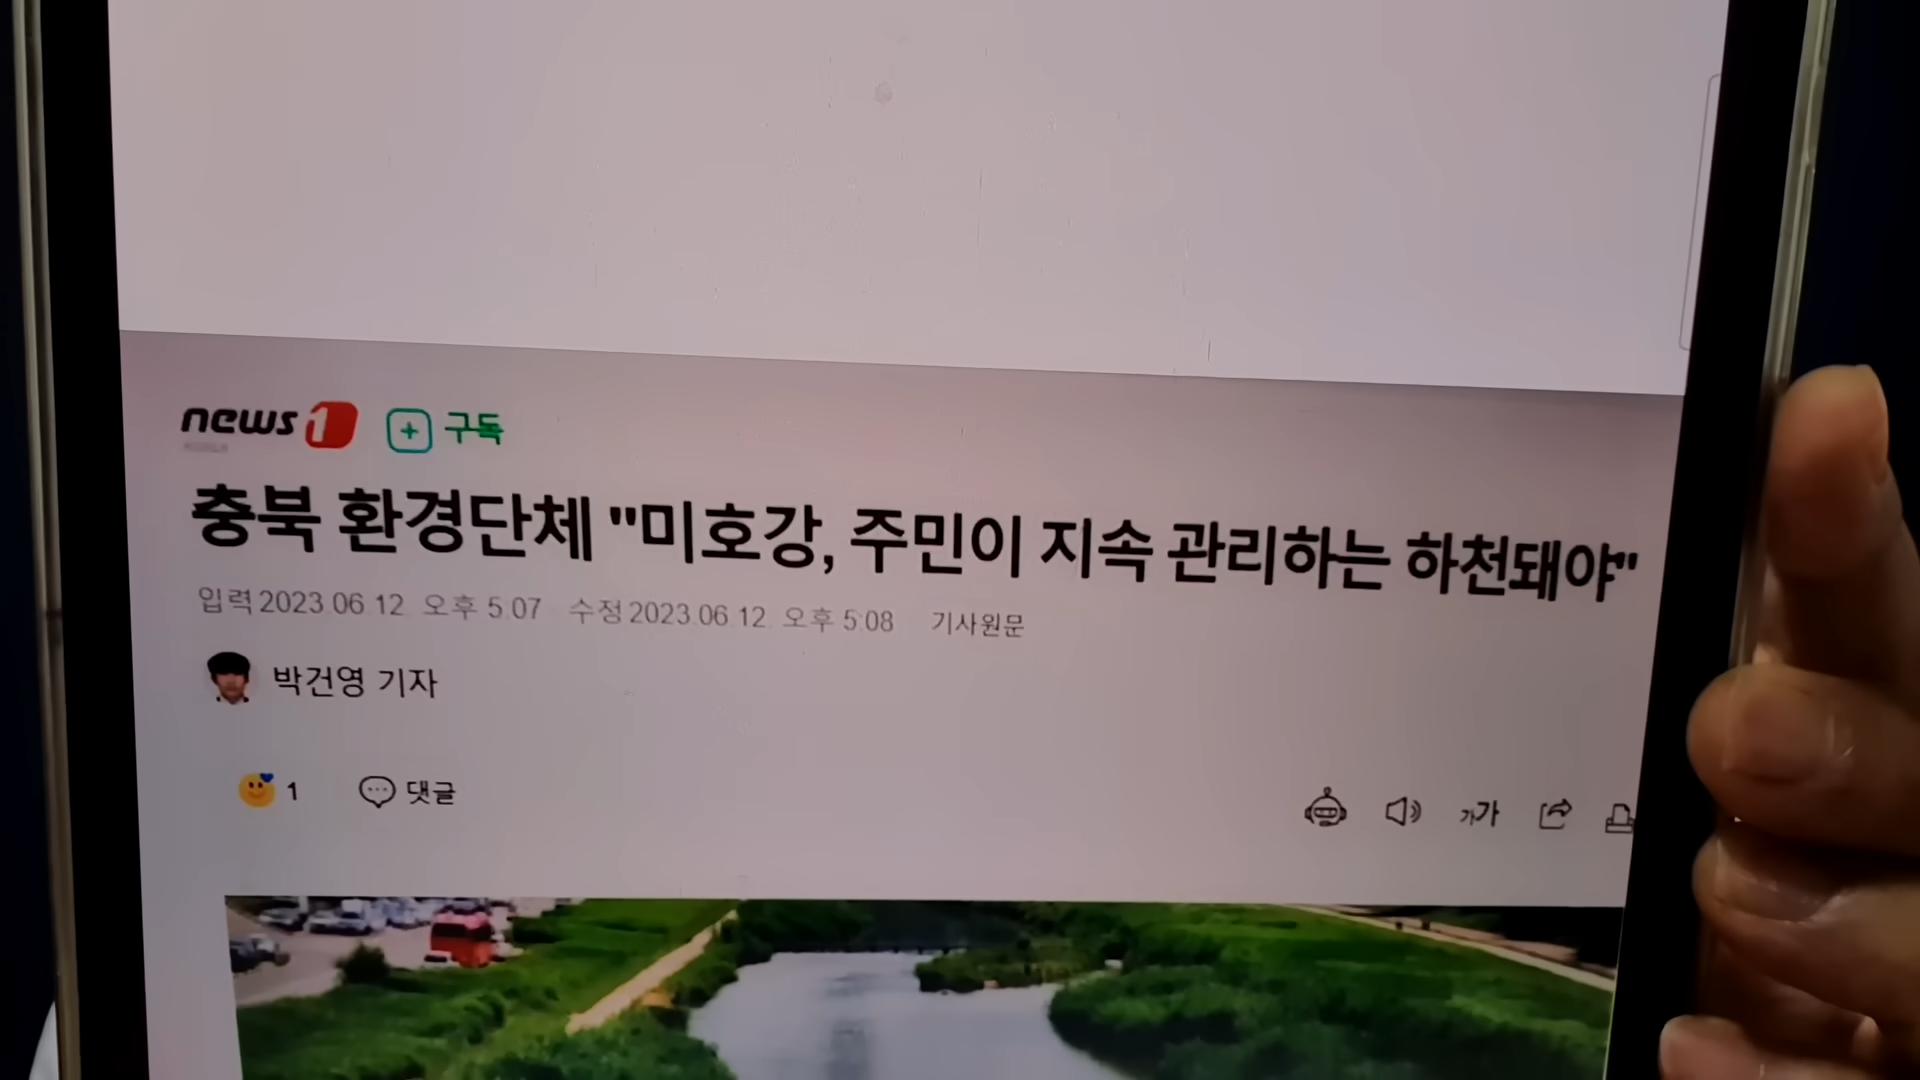 news1
구독
충북 환경단체 "미호강, 주민이 지속 관리하는 하천돼야"
입력 2023.06.12. 오후 5:07 수정 2023.06.12. 오후 5:08 기사원문
박건영 기자
1 댓글
가가